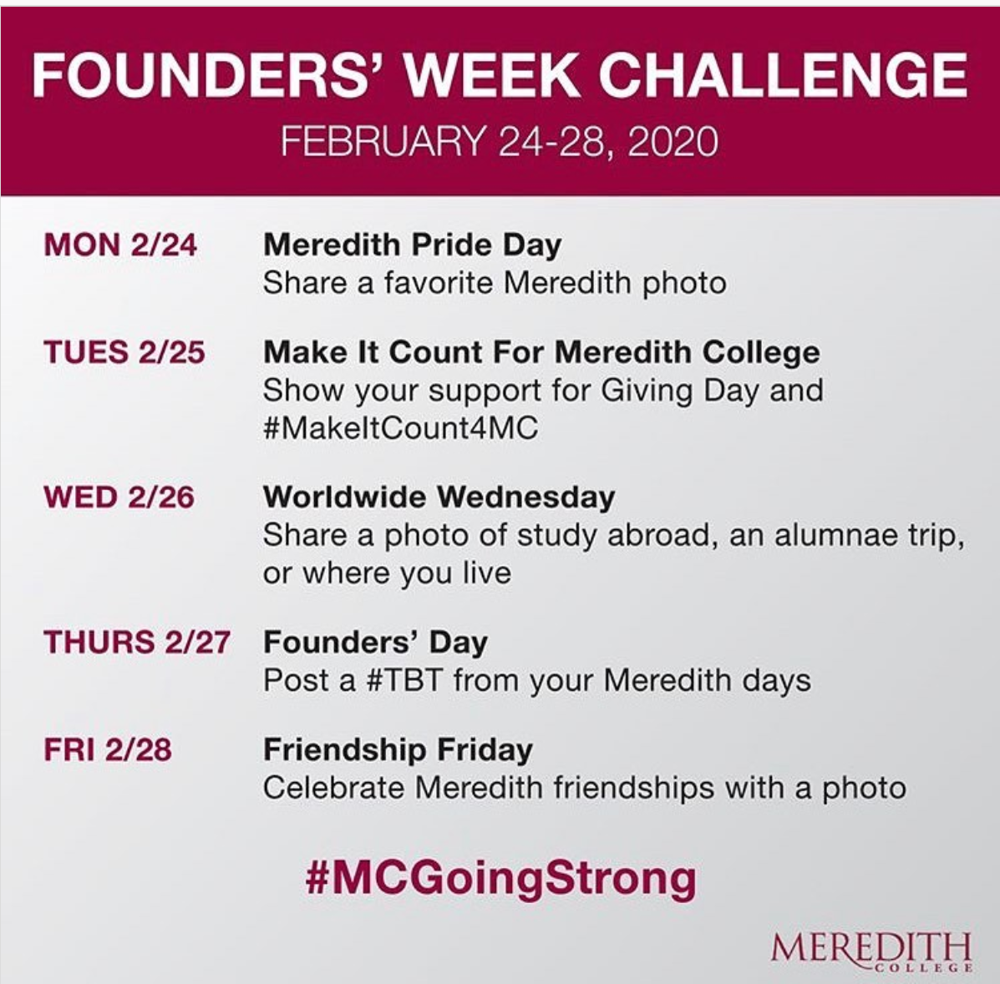 FOUNDERS’ WEEK CHALLENGE
FEBRUARY 24-28, 2020
MON 2/24
Meredith Pride Day
Share a favorite Meredith photo
TUES 2/25
Make It Count For Meredith College
Show your support for Giving Day and
#MakeItCount4MC
WED 2/26
Worldwide Wednesday
Share a photo of study abroad, an alumnae trip,
or where you live
THURS 2/27
Founders’ Day
Post a #TBT from your Meredith days
FRI 2/28
Friendship Friday
Celebrate Meredith friendships with a photo
#MCGoingStrong
MEREDITH
COLLEGE